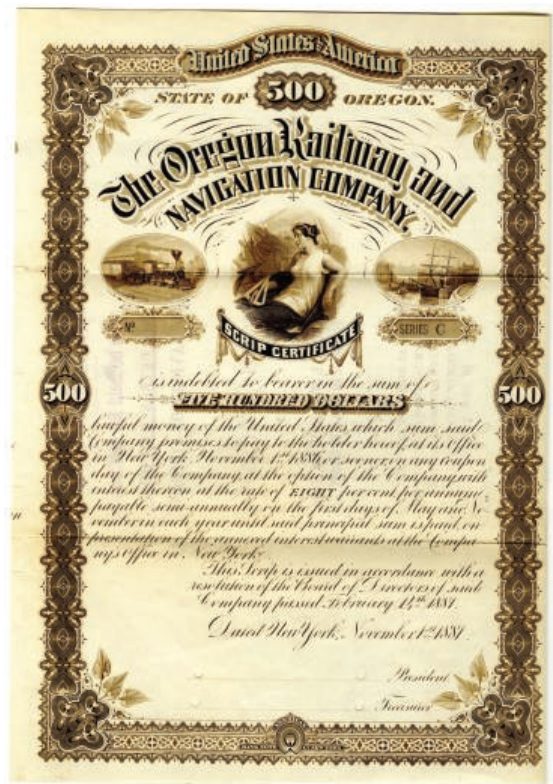 United States of America
STATE OF 500 OREGON.
The Oregon Railway and
NAVIGATION COMPANY.
Nº
SERIES C
SCRIP CERTIFICATE
is indebted to bearer in the sum of
500 FIVE HUNDRED DOLLARS 500
lawful money of the United States which sum said
Company promises to pay to the holder hereof, at its Office
in New York November 1st 1886 or sooner on any coupon
day of the Company, at the option of the Company, with
interest thereon at the rate of EIGHT per cent per annum
payable semi-annually on the first days of May and No
vember in each year until said principal sum is paid, on
presentation of the annexed interest warrants at the Compa
ny's Office in New York.
This Scrip is issued in accordance with a
resolution of the Board of Directors of said
Company passed February 14th 1881.
Dated New York, November 1st 1881.
President
Treasurer